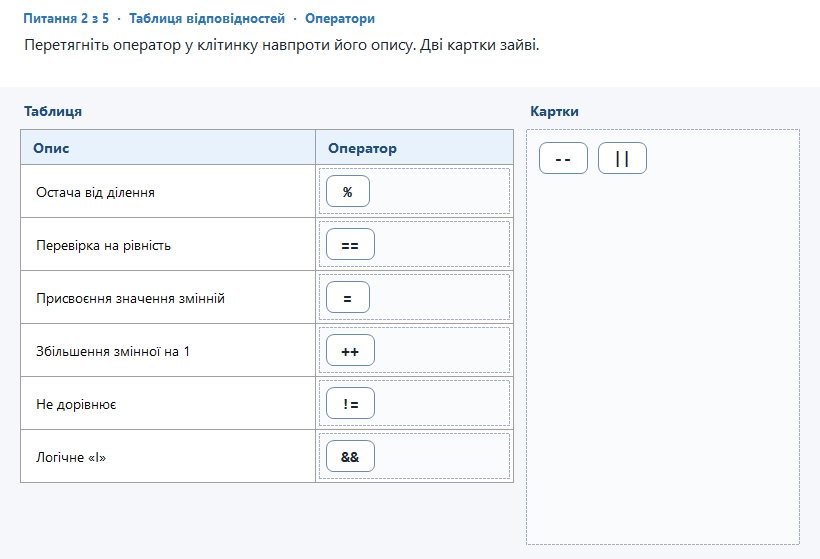 Питання 2 з 5 · Таблиця відповідностей · Оператори
Перетягніть оператор у клітинку навпроти його опису. Дві картки зайві.
Таблиця
Опис Оператор
Остача від ділення %
Перевірка на рівність ==
Присвоєння значення змінній =
Збільшення змінної на 1 ++
Не дорівнює !=
Логічне «І» &&
Картки
-- ||